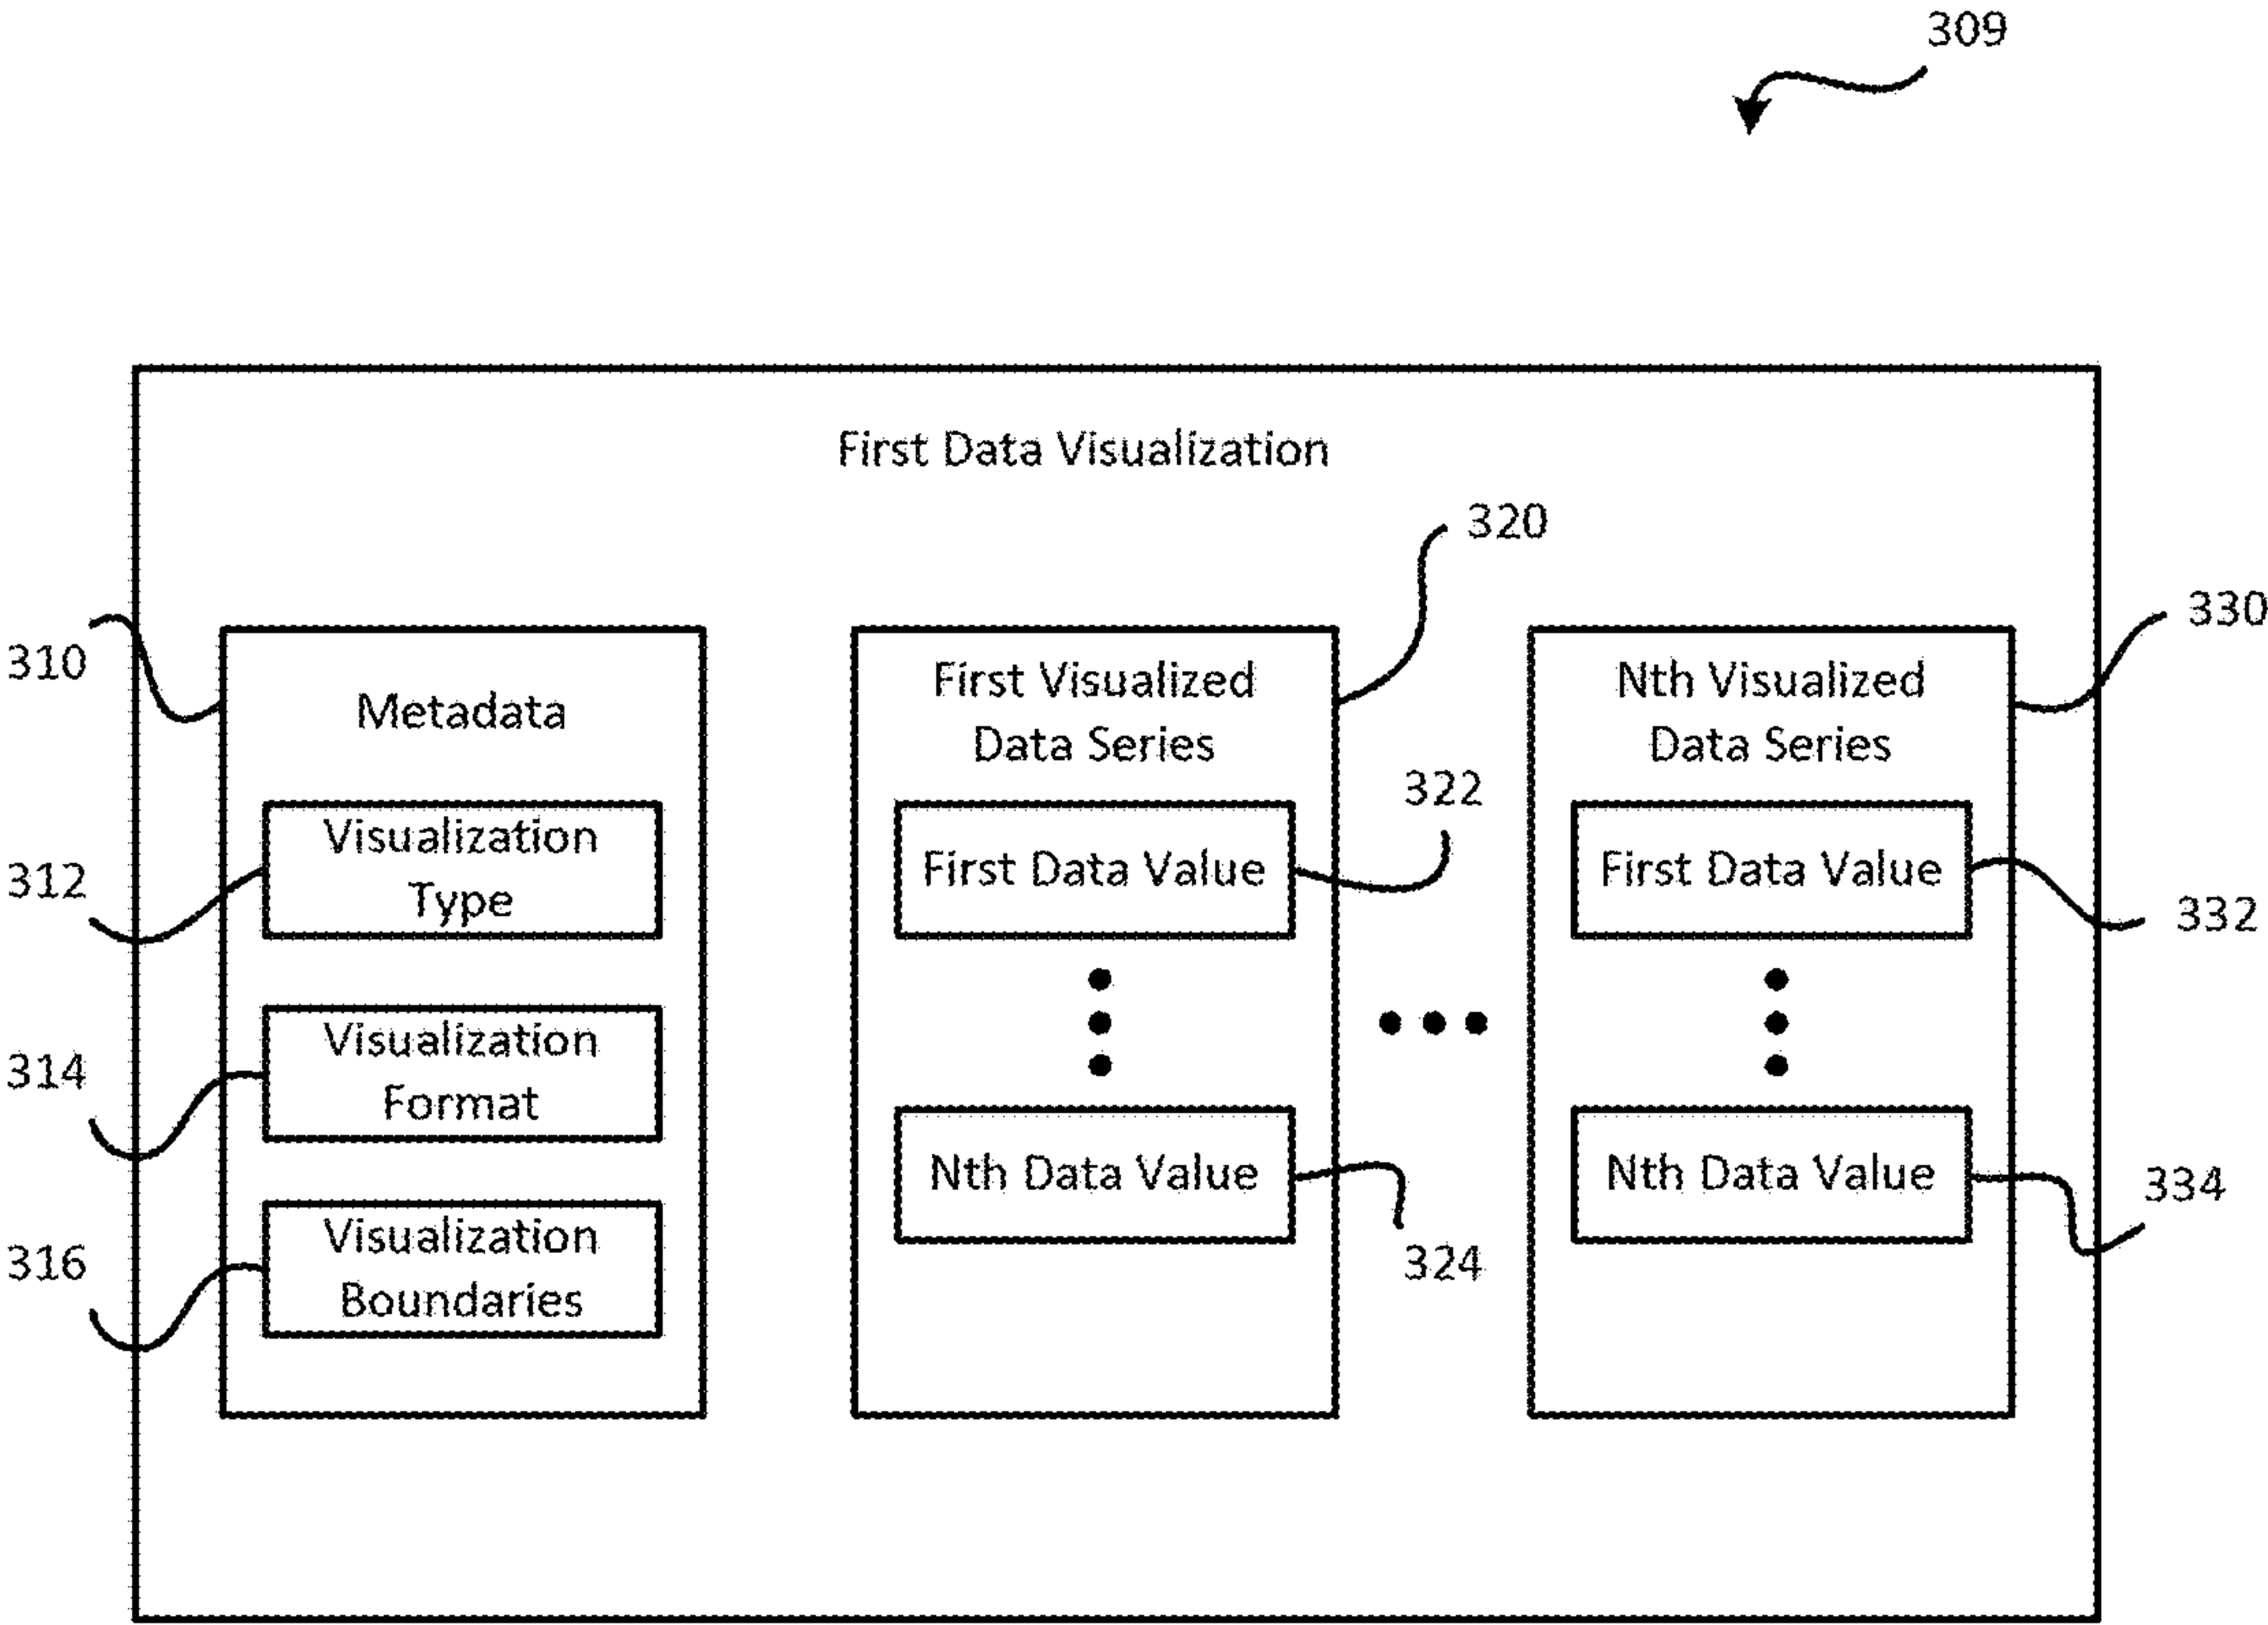 309
First Data Visualization
320
330
310
Metadata
First Visualized
Data Series
Nth Visualized
Data Series
312
Visualization
Type
322
First Data Value
First Data Value
332
314
Visualization
Format
Nth Data Value
324
Nth Data Value
334
316
Visualization
Boundaries